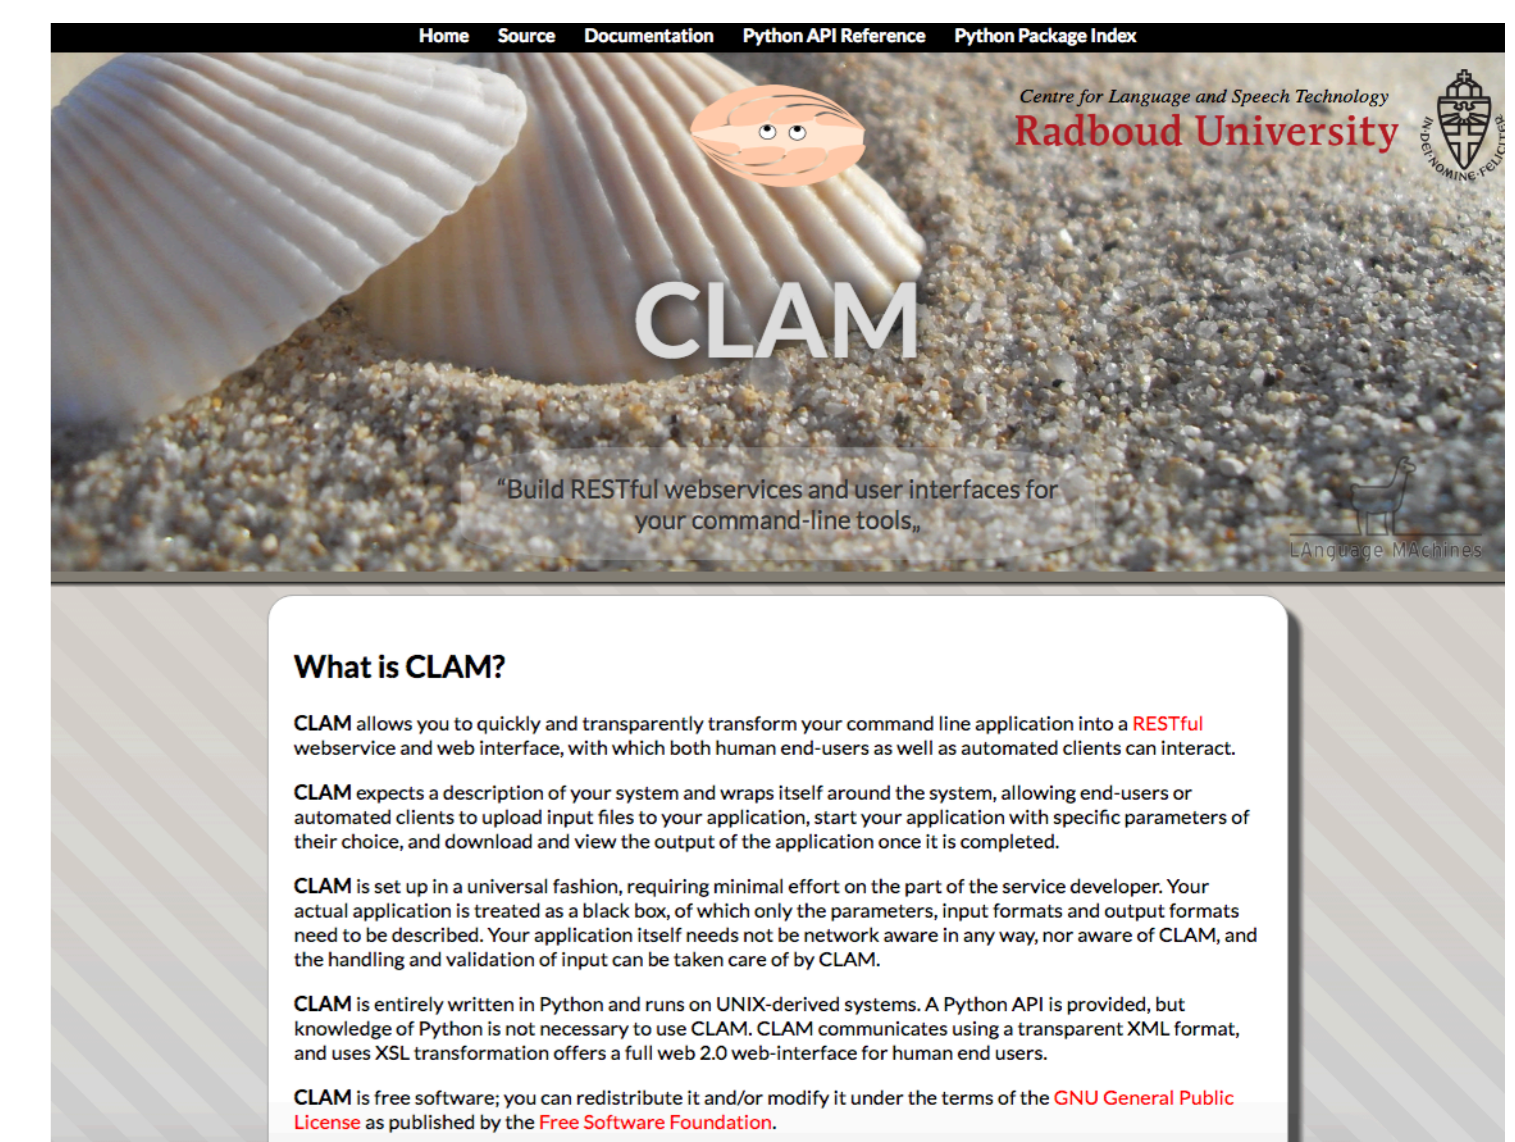 Home Source Documentation Python API Reference Python Package Index
Centre for Language and Speech Technology
Radboud University
IN·DEI·NOMINE·FELICITER
CLAM
“Build RESTful webservices and user interfaces for
your command-line tools„
LAnguage MAchines
What is CLAM?
CLAM allows you to quickly and transparently transform your command line application into a RESTful
webservice and web interface, with which both human end-users as well as automated clients can interact.
CLAM expects a description of your system and wraps itself around the system, allowing end-users or
automated clients to upload input files to your application, start your application with specific parameters of
their choice, and download and view the output of the application once it is completed.
CLAM is set up in a universal fashion, requiring minimal effort on the part of the service developer. Your
actual application is treated as a black box, of which only the parameters, input formats and output formats
need to be described. Your application itself needs not be network aware in any way, nor aware of CLAM, and
the handling and validation of input can be taken care of by CLAM.
CLAM is entirely written in Python and runs on UNIX-derived systems. A Python API is provided, but
knowledge of Python is not necessary to use CLAM. CLAM communicates using a transparent XML format,
and uses XSL transformation offers a full web 2.0 web-interface for human end users.
CLAM is free software; you can redistribute it and/or modify it under the terms of the GNU General Public
License as published by the Free Software Foundation.